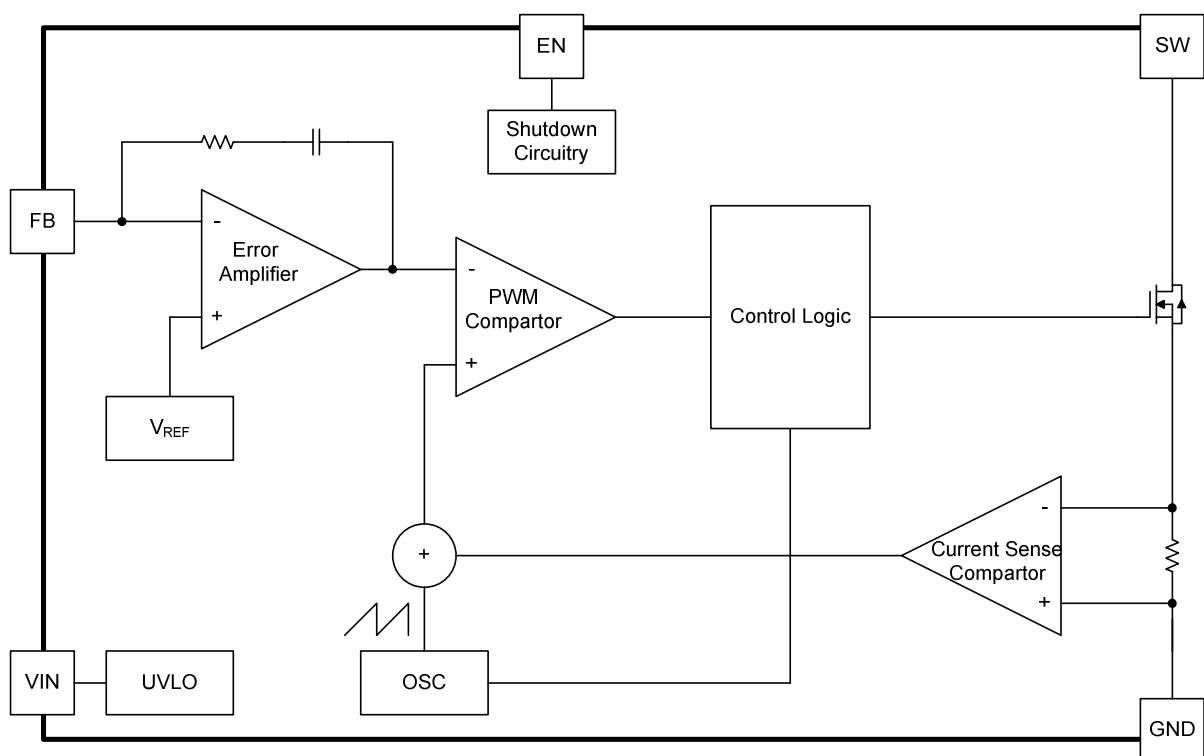 EN
SW
Shutdown
Circuitry
FB
-
Error
Amplifier
+
-
PWM
Compartor
+
Control Logic
VREF
-
Current Sense
Compartor
+
+
VIN
UVLO
OSC
GND